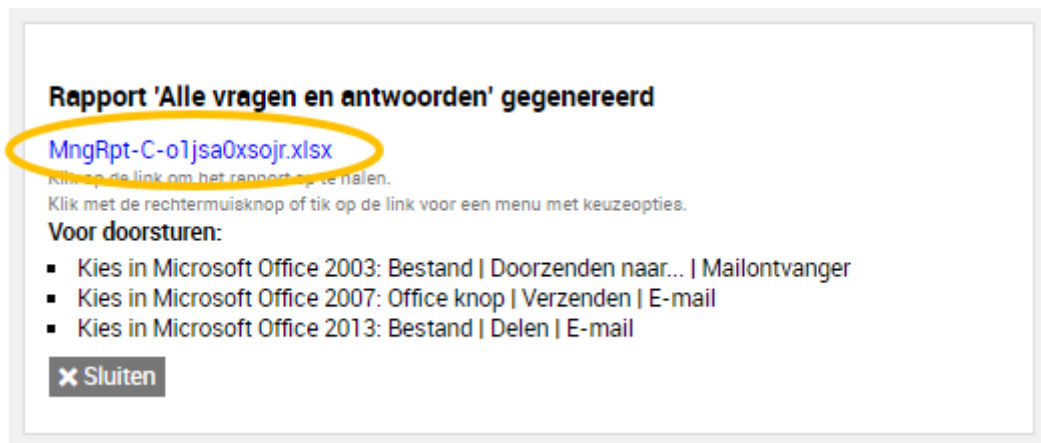 Rapport 'Alle vragen en antwoorden' gegenereerd
MngRpt-C-o1jsa0xsojr.xlsx
Klik op de link om het rapport op te halen.
Klik met de rechtermuisknop of tik op de link voor een menu met keuzeopties.
Voor doorsturen:
▪ Kies in Microsoft Office 2003: Bestand | Doorzenden naar... | Mailontvanger
▪ Kies in Microsoft Office 2007: Office knop | Verzenden | E-mail
▪ Kies in Microsoft Office 2013: Bestand | Delen | E-mail
✖ Sluiten